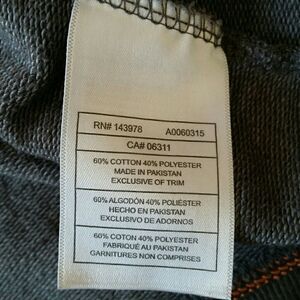 RN# 143978 A0060315
CA# 06311
60% COTTON 40% POLYESTER
MADE IN PAKISTAN
EXCLUSIVE OF TRIM
60% ALGODÓN 40% POLIÉSTER
HECHO EN PAKISTAN
EXCLUSIVO DE ADORNOS
60% COTON 40% POLYESTER
FABRIQUÉ AU PAKISTAN
GARNITURES NON COMPRISES